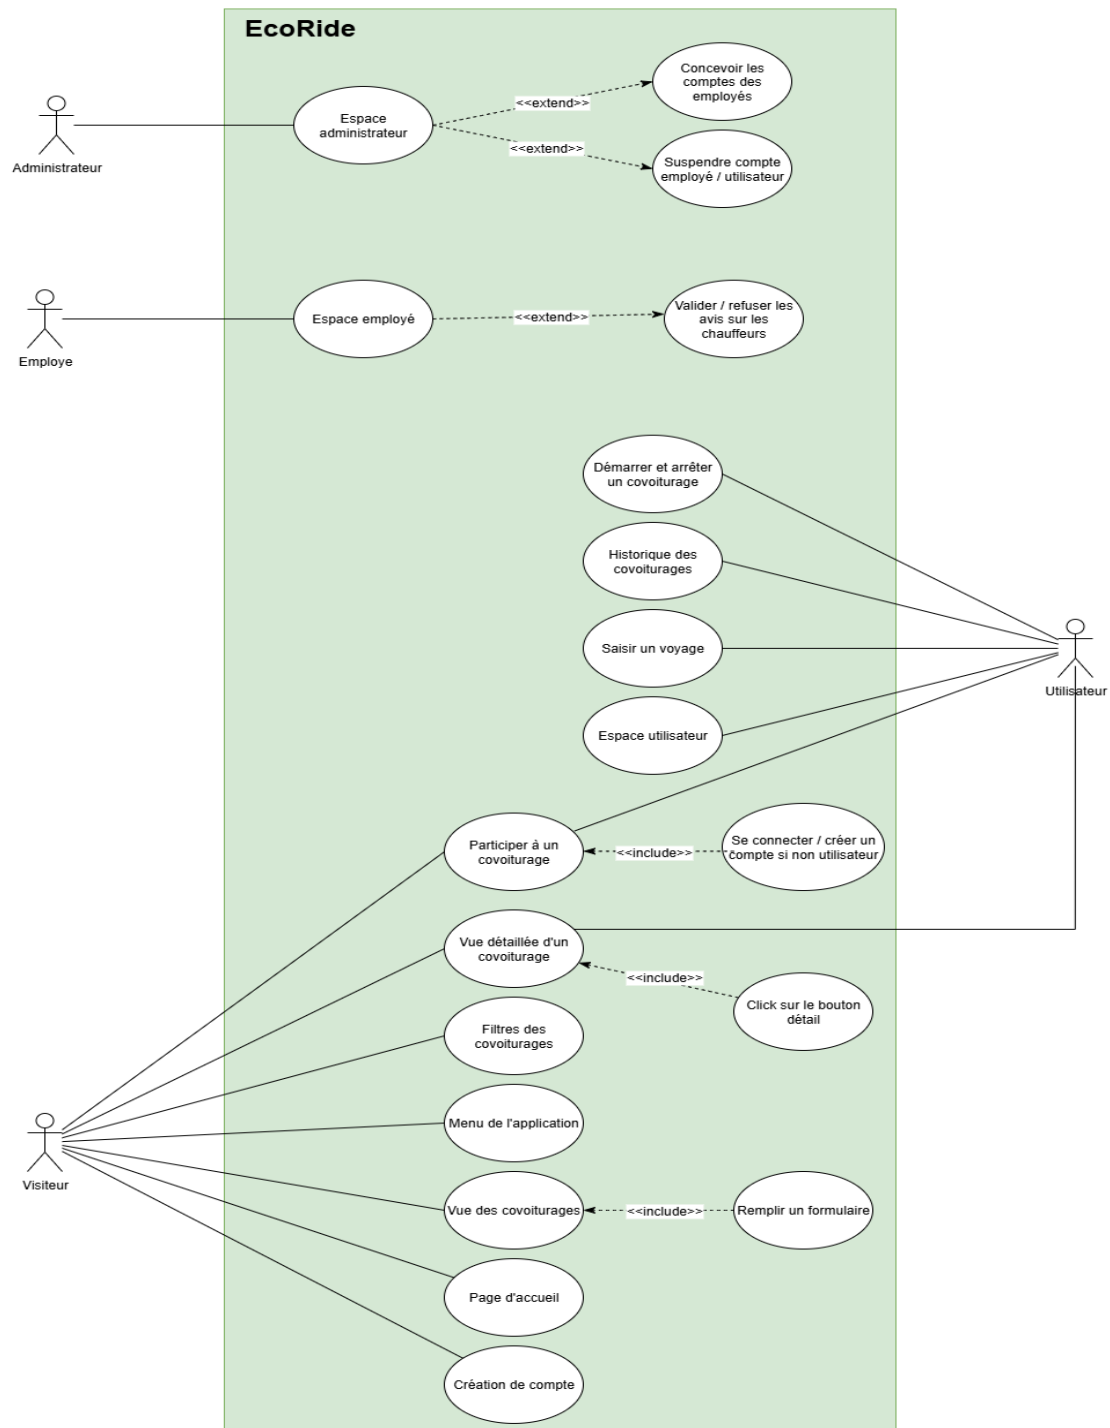 EcoRide
Concevoir les
comptes des
employés
<<extend>>
Espace
administrateur
<<extend>>
Suspendre compte
employé / utilisateur
Administrateur
Valider / refuser les
avis sur les
chauffeurs
<<extend>>
Espace employé
Employe
Démarrer et arrêter
un covoiturage
Historique des
covoiturages
Saisir un voyage
Utilisateur
Espace utilisateur
Participer à un
covoiturage
<<include>>
Se connecter / créer un
compte si non utilisateur
Vue détaillée d'un
covoiturage
<<include>>
Click sur le bouton
détail
Filtres des
covoiturages
Menu de l'application
Visiteur
Vue des covoiturages
<<include>>
Remplir un formulaire
Page d'accueil
Création de compte